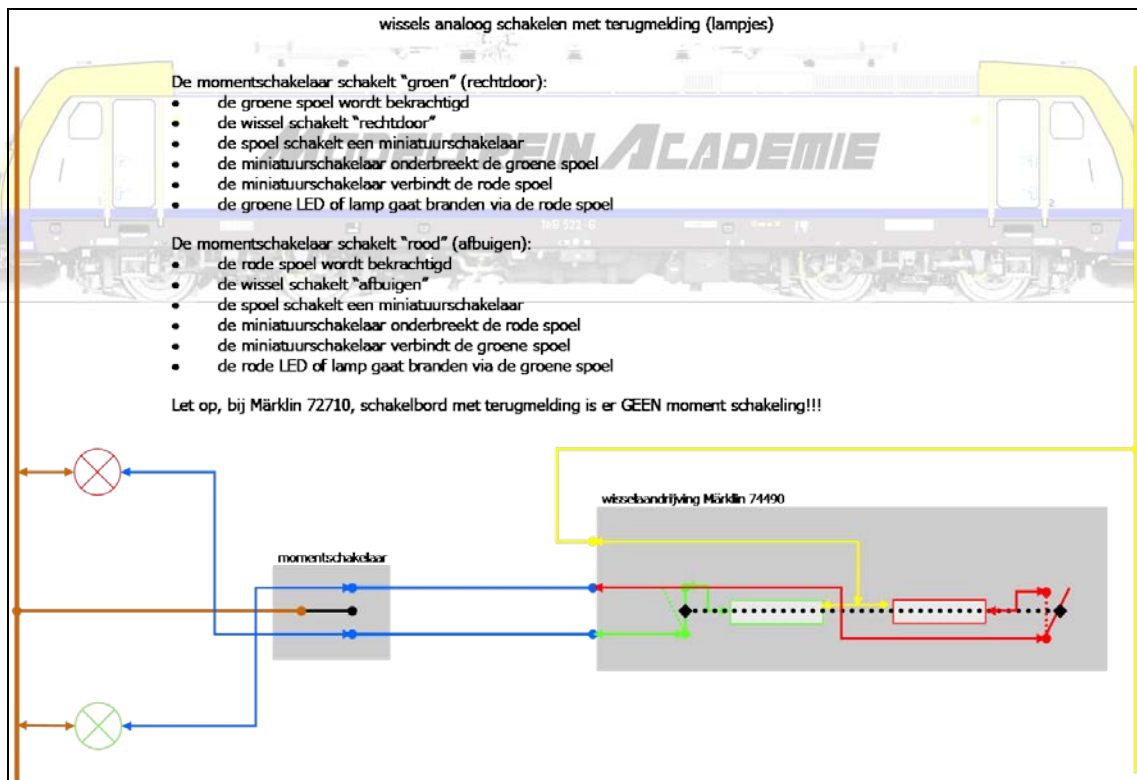 wissels analoog schakelen met terugmelding (lampjes)
De momentschakelaar schakelt "groen" (rechtdoor):
• de groene spoel wordt bekrachtigd
• de wissel schakelt "rechtdoor"
• de spoel schakelt een miniatuurschakelaar
• de miniatuurschakelaar onderbreekt de groene spoel
• de miniatuurschakelaar verbindt de rode spoel
• de groene LED of lamp gaat branden via de rode spoel
MODELTREIN ACADEMIE
De momentschakelaar schakelt "rood" (afbuigen):
• de rode spoel wordt bekrachtigd
• de wissel schakelt "afbuigen"
• de spoel schakelt een miniatuurschakelaar
• de miniatuurschakelaar onderbreekt de rode spoel
• de miniatuurschakelaar verbindt de groene spoel
• de rode LED of lamp gaat branden via de groene spoel
Let op, bij Märklin 72710, schakelbord met terugmelding is er GEEN moment schakeling!!!
wisselaandrijving Märklin 74490
momentschakelaar